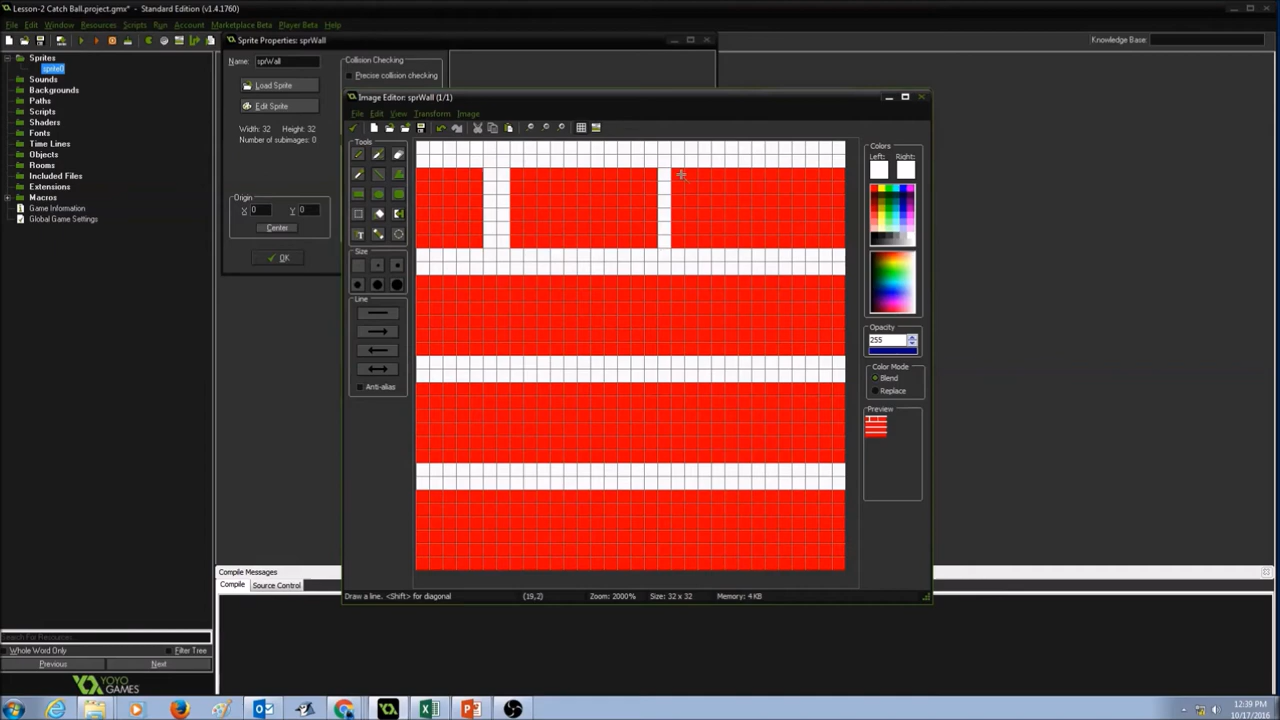 Lesson-2 Catch Ball.project.gmx* - Standard Edition (v1.4.1760)
File Edit Window Resources Scripts Run Account Marketplace Beta Player Beta Help
Knowledge Base:
Sprites
sprite0
Sounds
Backgrounds
Paths
Scripts
Shaders
Fonts
Time Lines
Objects
Rooms
Included Files
Extensions
Macros
Game Information
Global Game Settings
Search For Resources
Whole Word Only Filter Tree
Previous Next
YOYO
GAMES
Sprite Properties: sprWall
Name: sprWall
Load Sprite
Edit Sprite
Width: 32 Height: 32
Number of subimages: 0
Origin
X 0 Y 0
Center
OK
Collision Checking
Precise collision checking
Image Editor: sprWall (1/1)
File Edit View Transform Image
Tools
Size
Line
Anti-alias
Colors
Left: Right:
Opacity
255
Color Mode
Blend
Replace
Preview
Draw a line. <Shift> for diagonal (19,2) Zoom: 2000% Size: 32 x 32 Memory: 4 KB
Compile Messages
Compile Source Control
12:39 PM
10/17/2016